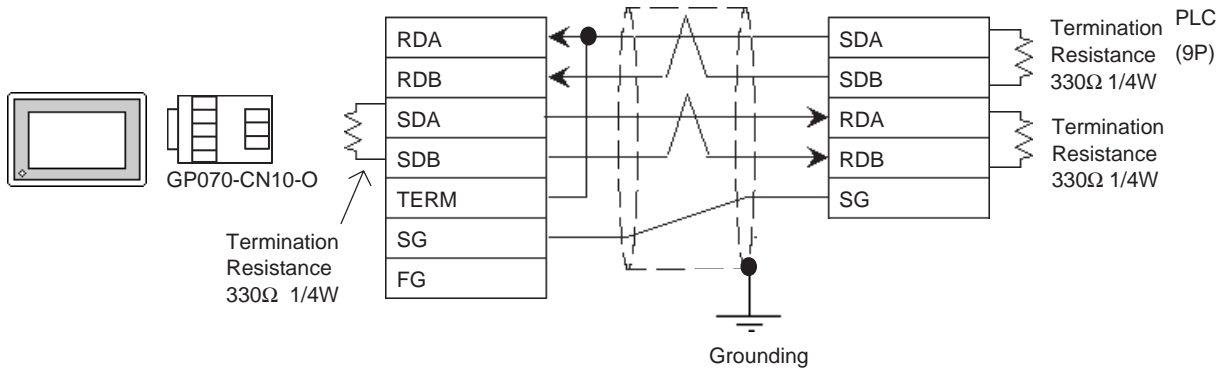 GP070-CN10-O
RDA
RDB
SDA
SDB
TERM
SG
FG
Termination
Resistance
330Ω 1/4W
SDA
SDB
RDA
RDB
SG
Termination
Resistance
330Ω 1/4W
PLC
(9P)
Termination
Resistance
330Ω 1/4W
Grounding